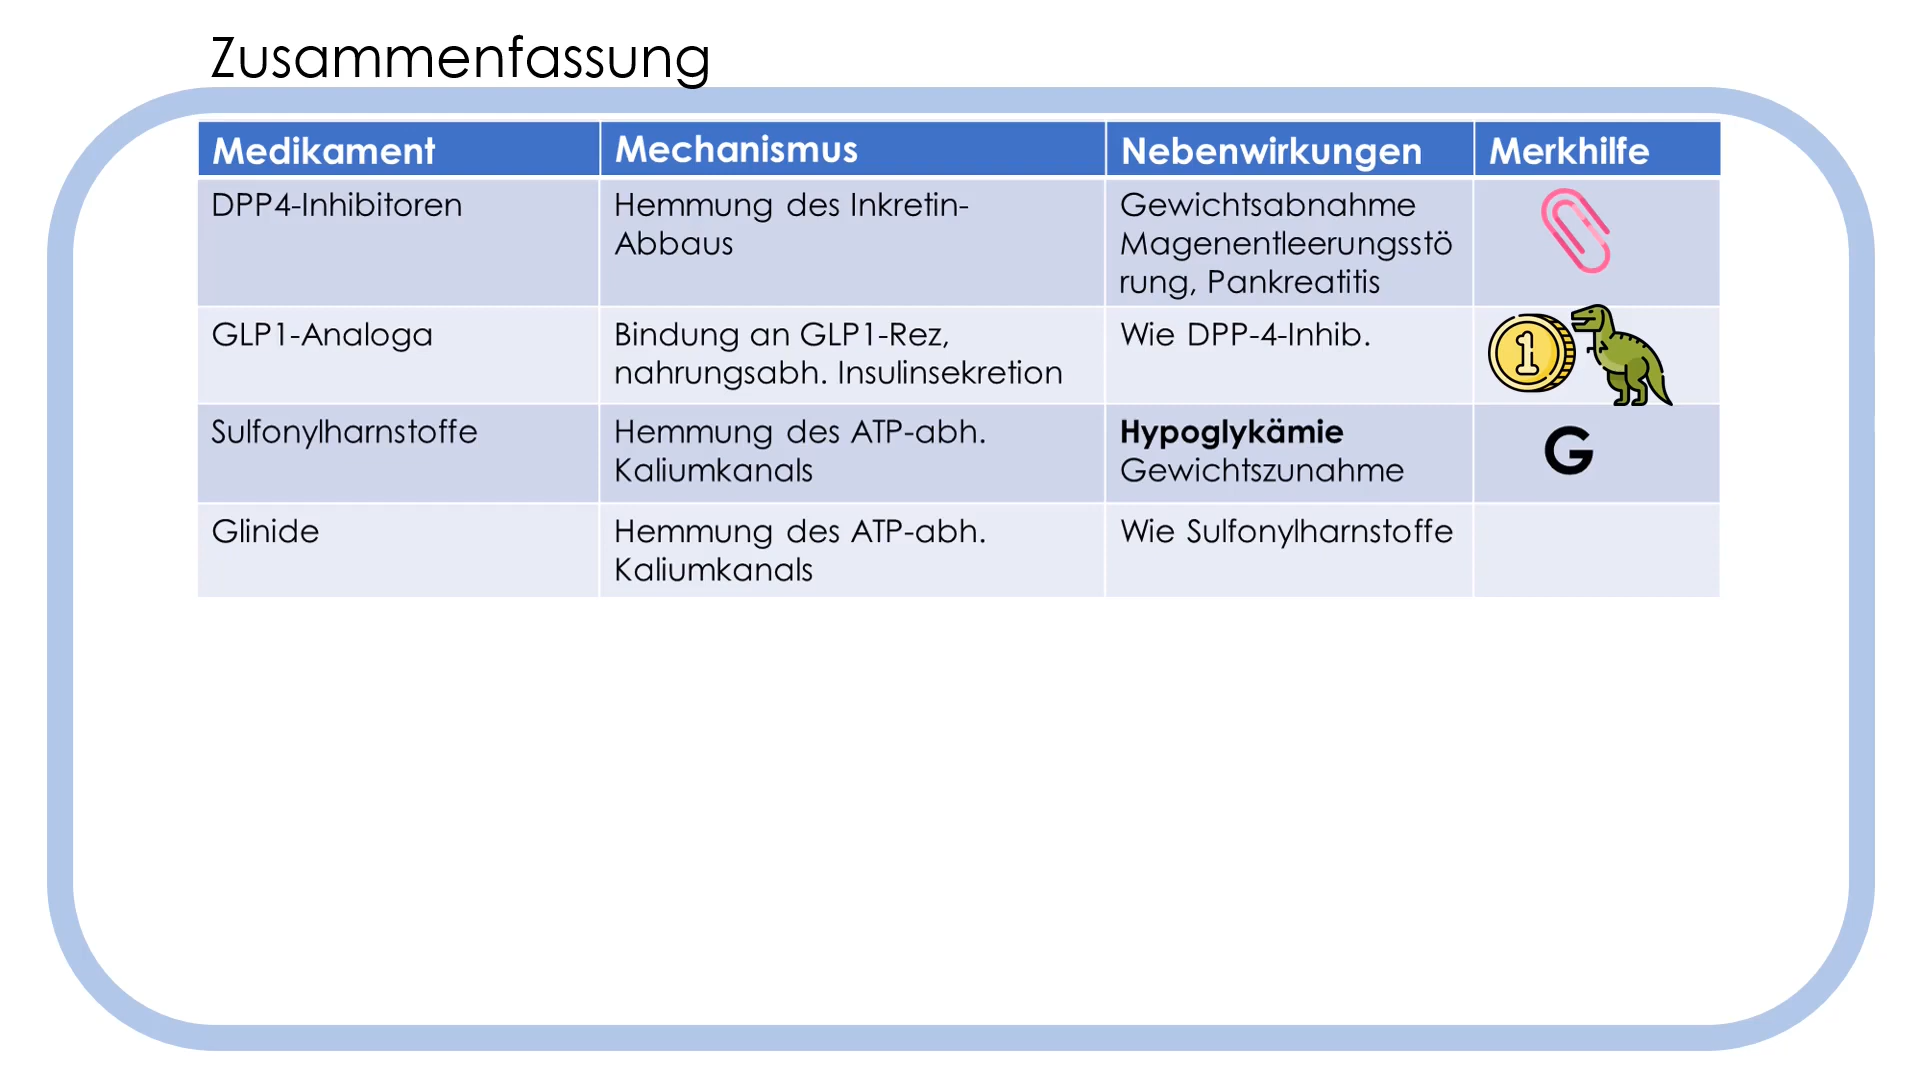 Zusammenfassung
Medikament Mechanismus Nebenwirkungen Merkhilfe
DPP4-Inhibitoren
Hemmung des Inkretin-
Abbaus
Gewichtsabnahme
Magenentleerungsstö
rung, Pankreatitis
GLP1-Analoga
Bindung an GLP1-Rez,
nahrungsabh. Insulinsekretion
Wie DPP-4-Inhib.
1
Sulfonylharnstoffe
Hemmung des ATP-abh.
Kaliumkanals
Hypoglykämie
Gewichtszunahme
G
Glinide
Hemmung des ATP-abh.
Kaliumkanals
Wie Sulfonylharnstoffe